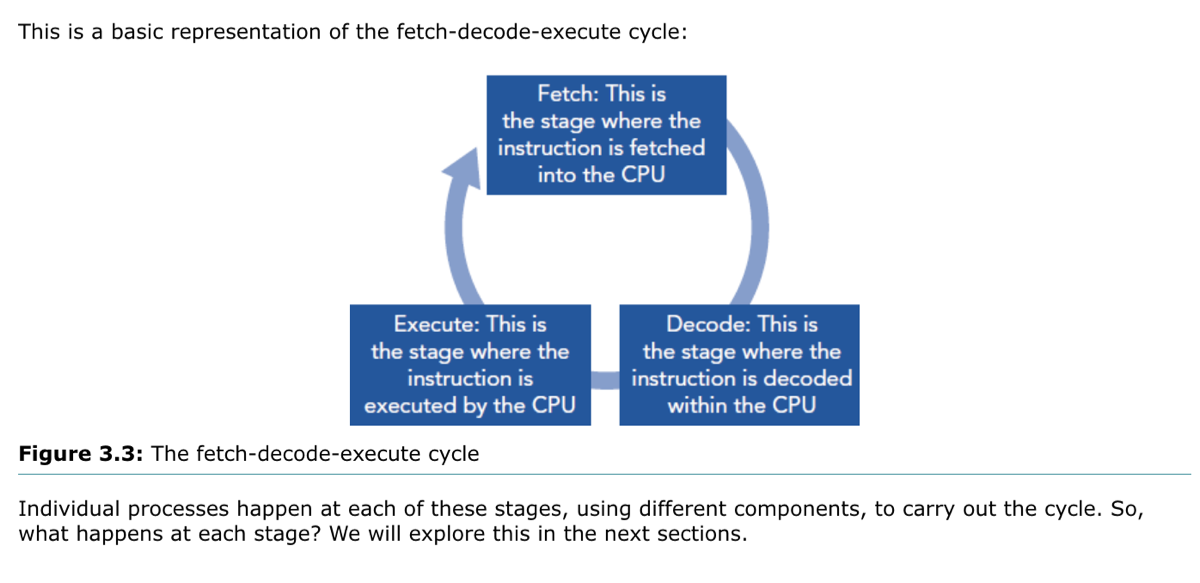 This is a basic representation of the fetch-decode-execute cycle:
Fetch: This is
the stage where the
instruction is fetched
into the CPU
Execute: This is
the stage where the
instruction is
executed by the CPU
Decode: This is
the stage where the
instruction is decoded
within the CPU
Figure 3.3: The fetch-decode-execute cycle
Individual processes happen at each of these stages, using different components, to carry out the cycle. So,
what happens at each stage? We will explore this in the next sections.